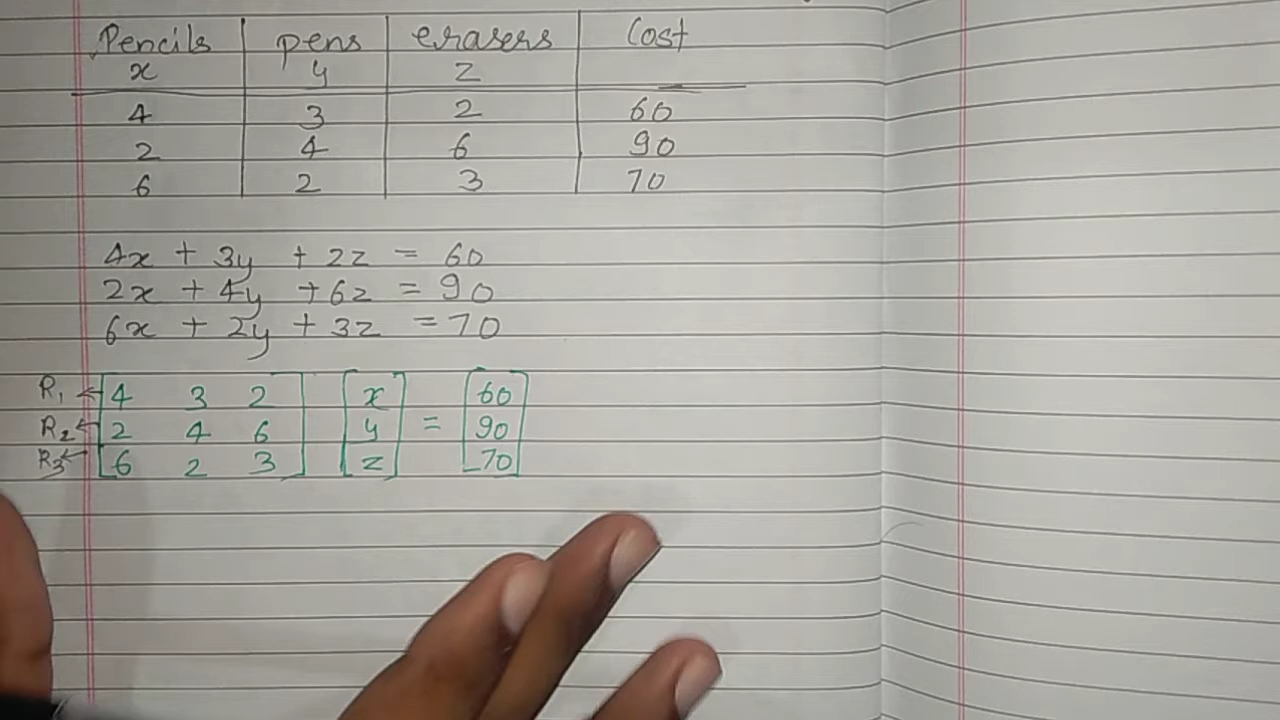 Pencils pens erasers Cost
x y z
4 3 2 60
2 4 6 90
6 2 3 70
4x + 3y + 2z = 60
2x + 4y + 6z = 90
6x + 2y + 3z = 70
R1 ← [4 3 2] [x] = [60]
R2 ← [2 4 6] [y] = [90]
R3 ← [6 2 3] [z] = [70]